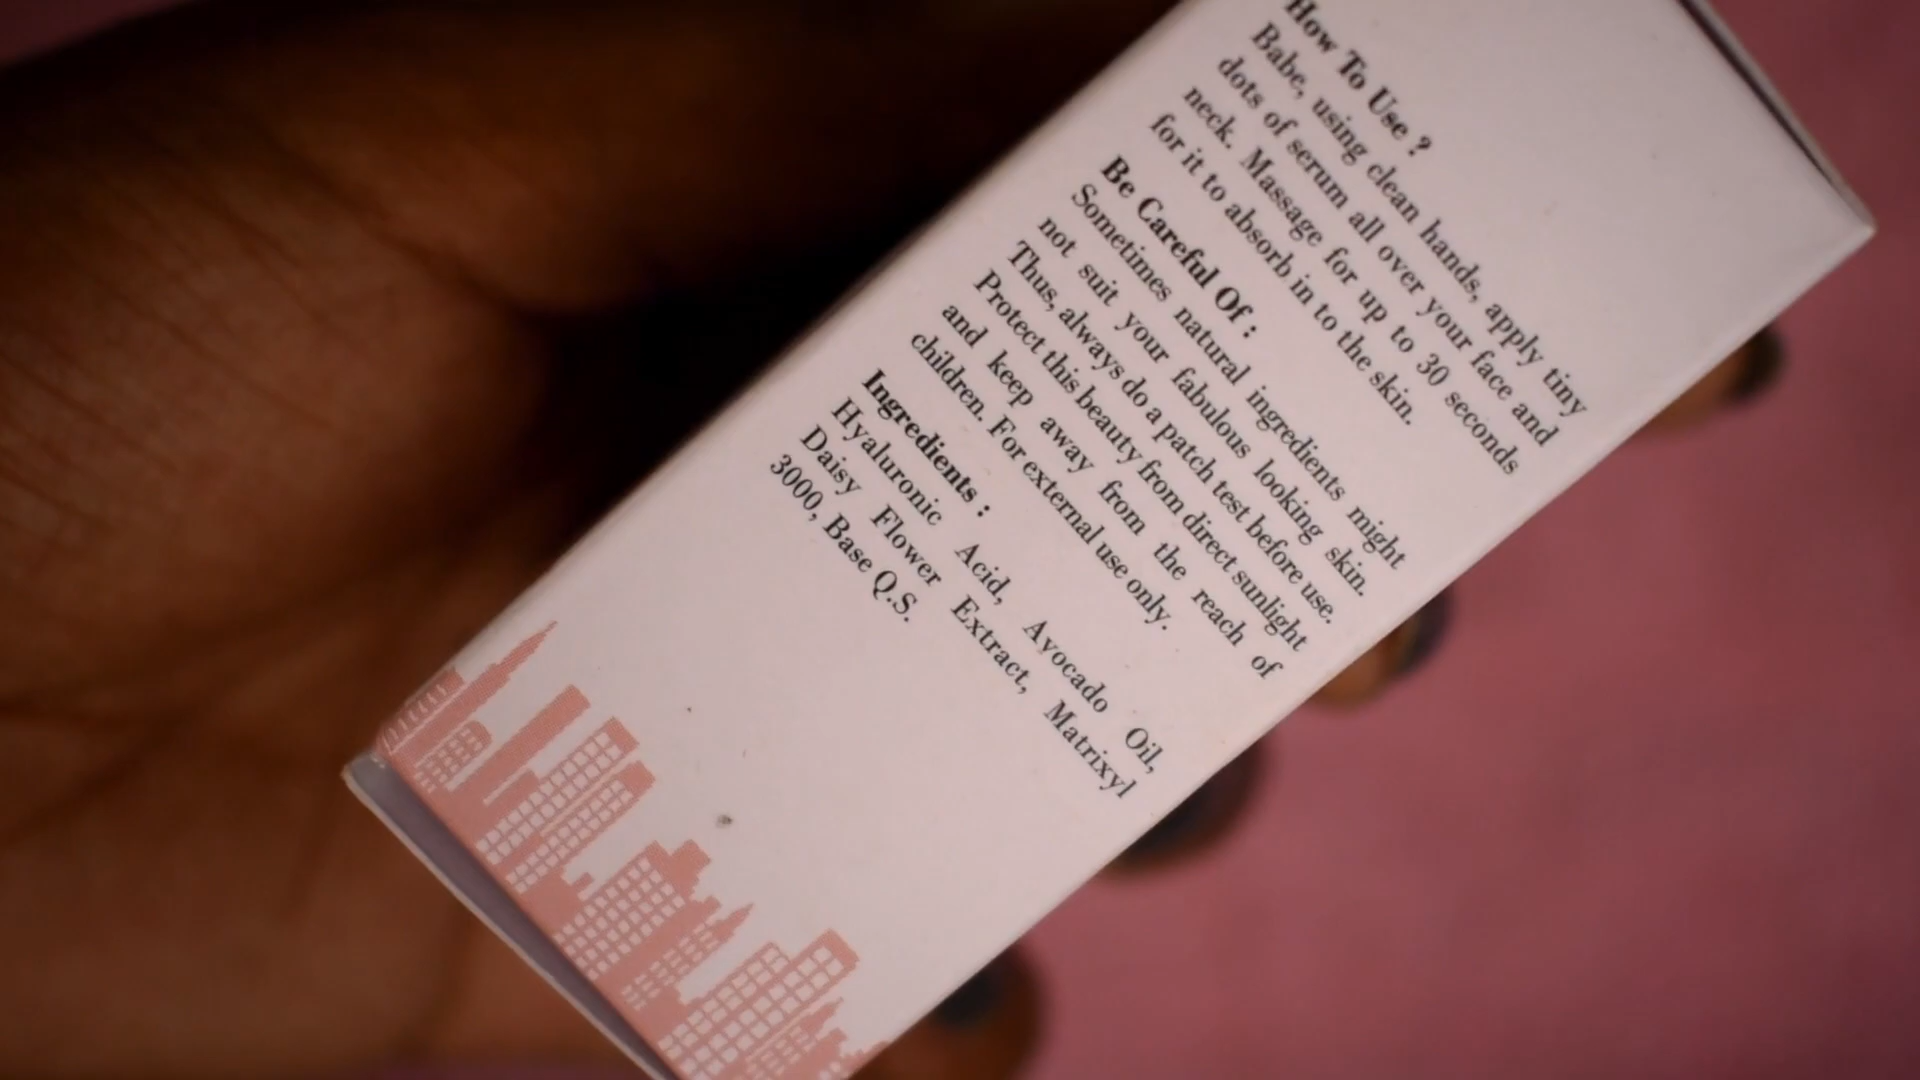 How To Use ?
Babe, using clean hands, apply tiny
dots of serum all over your face and
neck. Massage for up to 30 seconds
for it to absorb in to the skin.
Be Careful Of :
Sometimes natural ingredients might
not suit your fabulous looking skin.
Thus, always do a patch test before use.
Protect this beauty from direct sunlight
and keep away from the reach of
children. For external use only.
Ingredients :
Hyaluronic Acid, Avocado Oil,
Daisy Flower Extract, Matrixyl
3000, Base Q.S.